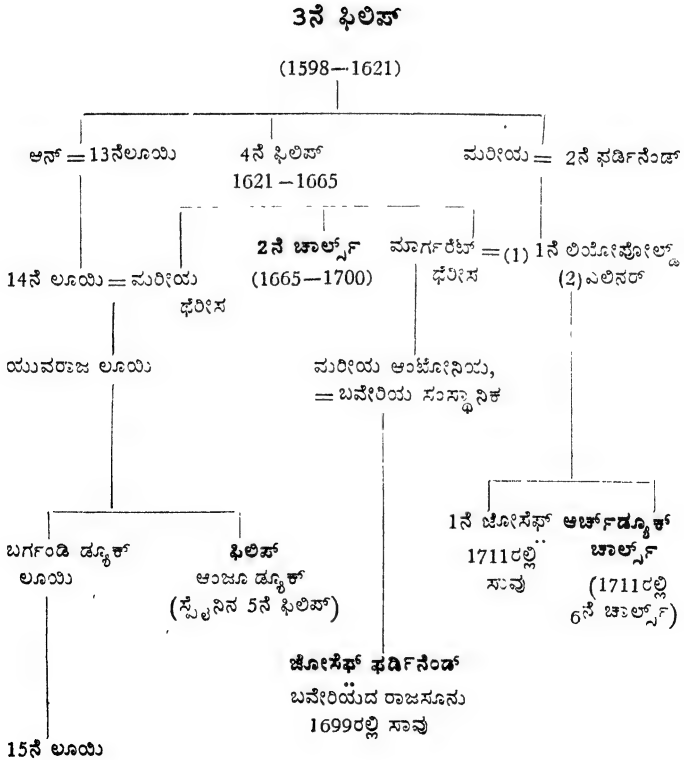 3ನೆ ಫಿಲಿಪ್
(1598—1621)
ಆನ್ = 13ನೆಲೂಯಿ
4ನೆ ಫಿಲಿಪ್
1621—1665
ಮರೀಯ = 2ನೆ ಫರ್ಡಿನೆಂಡ್
14ನೆ ಲೂಯಿ = ಮರೀಯ
ಥೆರೀಸ
2ನೆ ಚಾರ್ಲ್ಸ್
(1665—1700)
ಮಾರ್ಗರೆಟ್ = (1) 1ನೆ ಲಿಯೋಪೋಲ್ಡ್
ಥೆರೀಸ
(2) ಎಲಿನರ್
ಯುವರಾಜ ಲೂಯಿ
ಮರೀಯ ಆಂಟೋನಿಯ,
= ಬವೇರಿಯ ಸಂಸ್ಥಾನಿಕ
ಬರ್ಗಂಡಿ ಡ್ಯೂಕ್
ಲೂಯಿ
ಫಿಲಿಪ್
ಆಂಜೂ ಡ್ಯೂಕ್
(ಸ್ಪೈನಿನ 5ನೆ ಫಿಲಿಪ್)
1ನೆ ಜೋಸೆಫ್
1711ರಲ್ಲಿ
ಸಾವು
ಆರ್ಚ್‌ಡ್ಯೂಕ್
ಚಾರ್ಲ್ಸ್
(1711ರಲ್ಲಿ
6ನೆ ಚಾರ್ಲ್ಸ್)
ಜೋಸೆಫ್ ಫರ್ಡಿನೆಂಡ್
ಬವೇರಿಯದ ರಾಜಸೂನು
1699ರಲ್ಲಿ ಸಾವು
15ನೆ ಲೂಯಿ